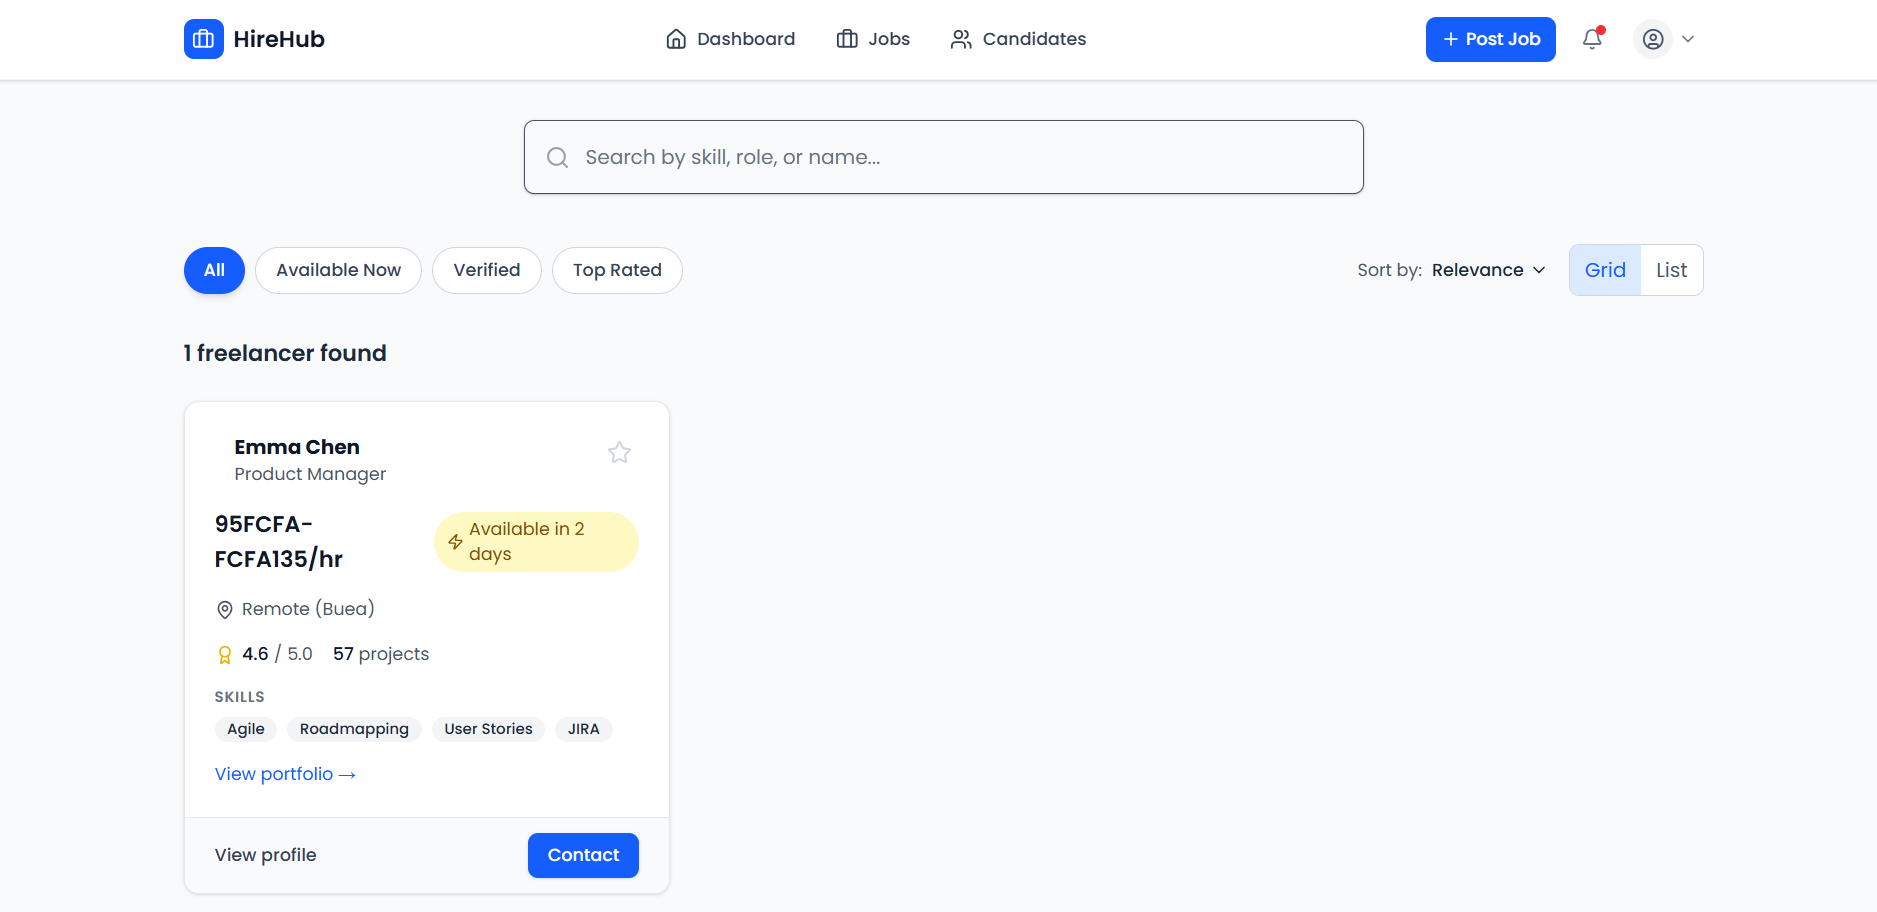 HireHub
Dashboard
Jobs
Candidates
+ Post Job
Search by skill, role, or name...
All
Available Now
Verified
Top Rated
Sort by: Relevance
Grid
List
1 freelancer found
Emma Chen
Product Manager
95FCFA-
FCFA135/hr
Available in 2
days
Remote (Buea)
4.6 / 5.0 57 projects
SKILLS
Agile
Roadmapping
User Stories
JIRA
View portfolio →
View profile
Contact